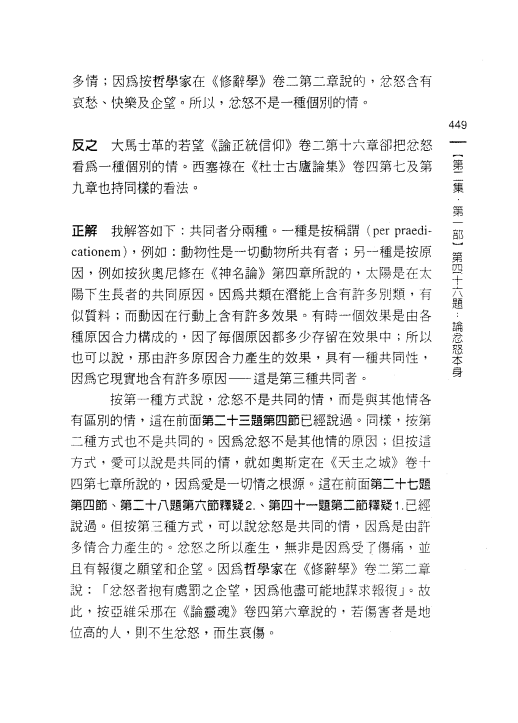 多情；因爲按哲學家在《修辭學》卷二第二章說的，忿怒含有
哀愁、快樂及企望。所以，忿怒不是一種個別的情。
449
【第二集．第一部】第四十六題：論忿怒本身
反之　大馬士革的若望《論正統信仰》卷二第十六章卻把忿怒
看爲一種個別的情。西塞祿在《杜士古廬論集》卷四第七及第
九章也持同樣的看法。
正解　我解答如下：共同者分兩種。一種是按稱謂（per praedi-
cationem），例如：動物性是一切動物所共有者；另一種是按原
因，例如按狄奧尼修在《神名論》第四章所說的，太陽是在太
陽下生長者的共同原因。因爲共類在潛能上含有許多別類，有
似質料；而動因在行動上含有許多效果。有時一個效果是由各
種原因合力構成的，因了每個原因都多少存留在效果中；所以
也可以說，那由許多原因合力產生的效果，具有一種共同性，
因爲它現實地含有許多原因——這是第三種共同者。
按第一種方式說，忿怒不是共同的情，而是與其他情各
有區別的情，這在前面第二十三題第四節已經說過。同樣，按第
二種方式也不是共同的。因爲忿怒不是其他情的原因；但按這
方式，愛可以說是共同的情，就如奧斯定在《天主之城》卷十
四第七章所說的，因爲愛是一切情之根源。這在前面第二十七題
第四節、第二十八題第六節釋疑2.、第四十一題第二節釋疑1.已經
說過。但按第三種方式，可以說忿怒是共同的情，因爲是由許
多情合力產生的。忿怒之所以產生，無非是因爲受了傷痛，並
且有報復之願望和企望。因爲哲學家在《修辭學》卷二第二章
說：「忿怒者抱有處罰之企望，因爲他盡可能地謀求報復」。故
此，按亞維采那在《論靈魂》卷四第六章說的，若傷害者是地
位高的人，則不生忿怒，而生哀傷。